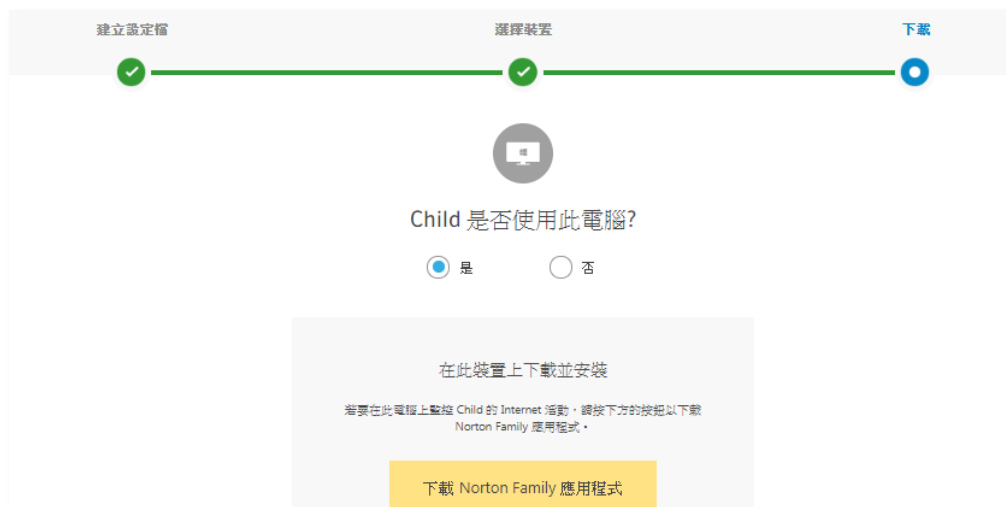 建立設定檔
選擇裝置
下載
Child 是否使用此電腦?
是
否
在此裝置上下載並安裝
若要在此電腦上監控 Child 的 Internet 活動,請按下方的按鈕以下載
Norton Family 應用程式。
下載 Norton Family 應用程式